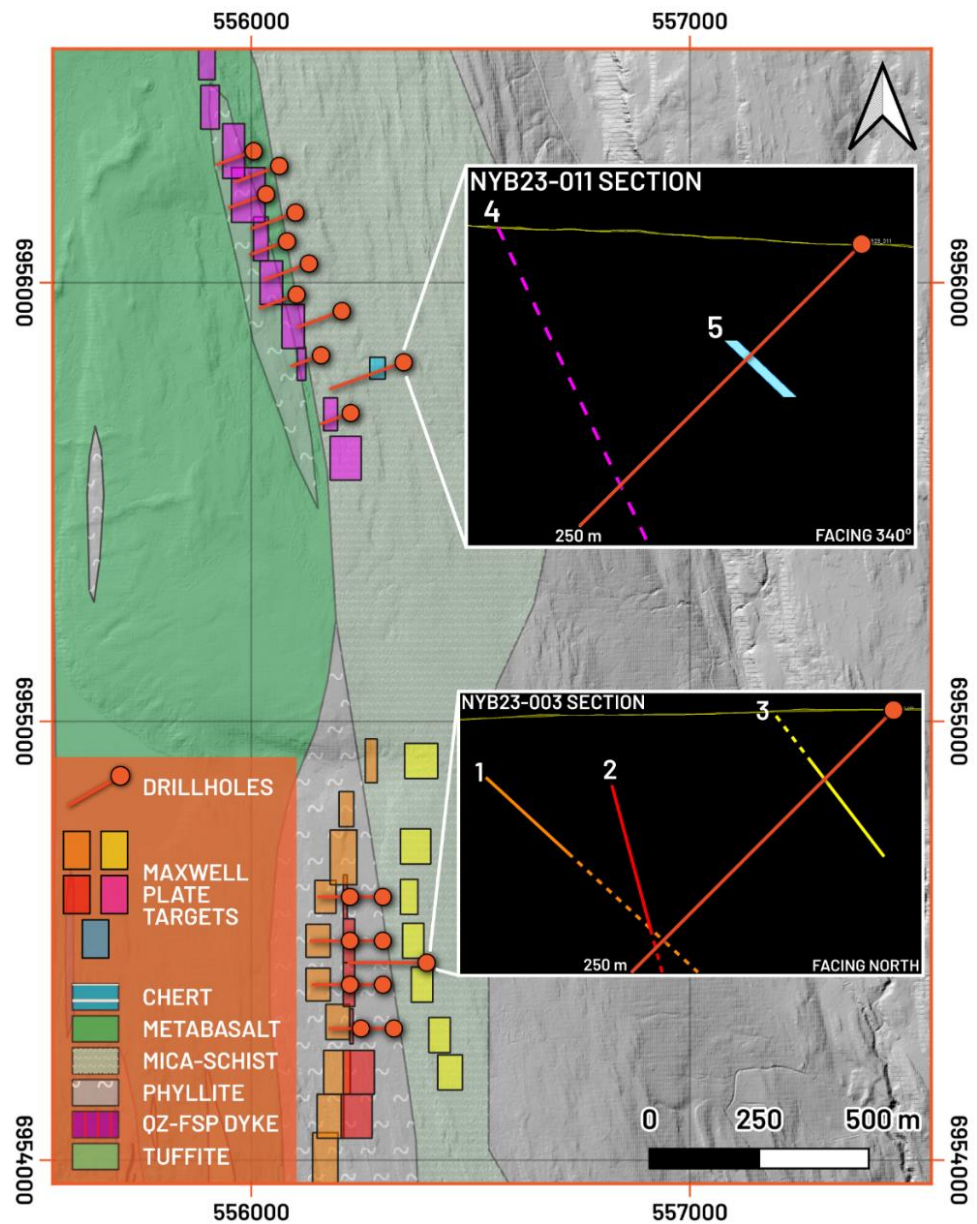 556000
557000
6956000
6956000
NYB23-011 SECTION
4
5
250 m
FACING 340°
6955000
6955000
NYB23-003 SECTION
3
1
2
250 m
FACING NORTH
DRILLHOLES
MAXWELL
PLATE
TARGETS
CHERT
METABASALT
MICA-SCHIST
PHYLLITE
QZ-FSP DYKE
TUFFITE
0
250
500 m
6954000
6954000
556000
557000